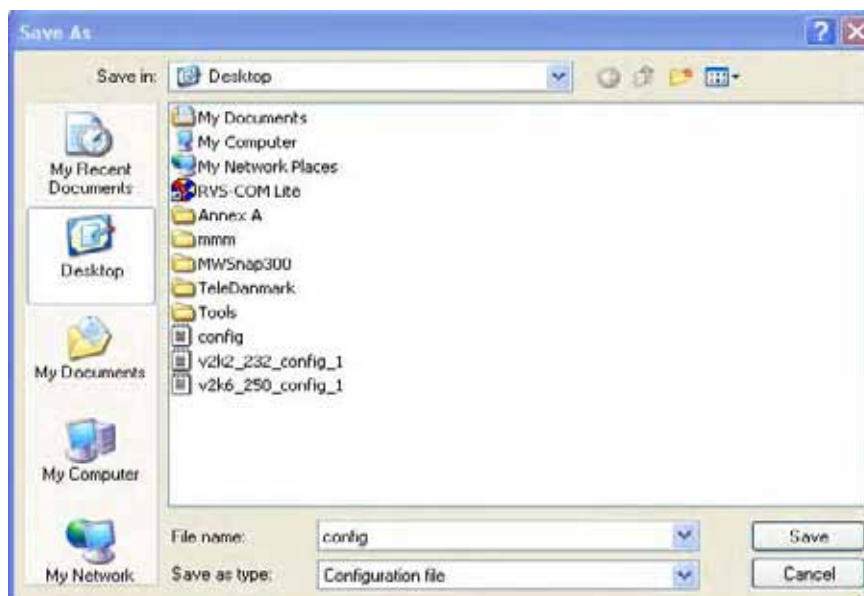 Save As
Save in:
Desktop
My Recent
Documents
Desktop
My Documents
My Computer
My Network
My Documents
My Computer
My Network Places
RVS-COM Lite
Annex A
mmm
MWSnap300
TeleDanmark
Tools
config
v2k2_232_config_1
v2k6_250_config_1
File name:
config
Save
Save as type:
Configuration file
Cancel